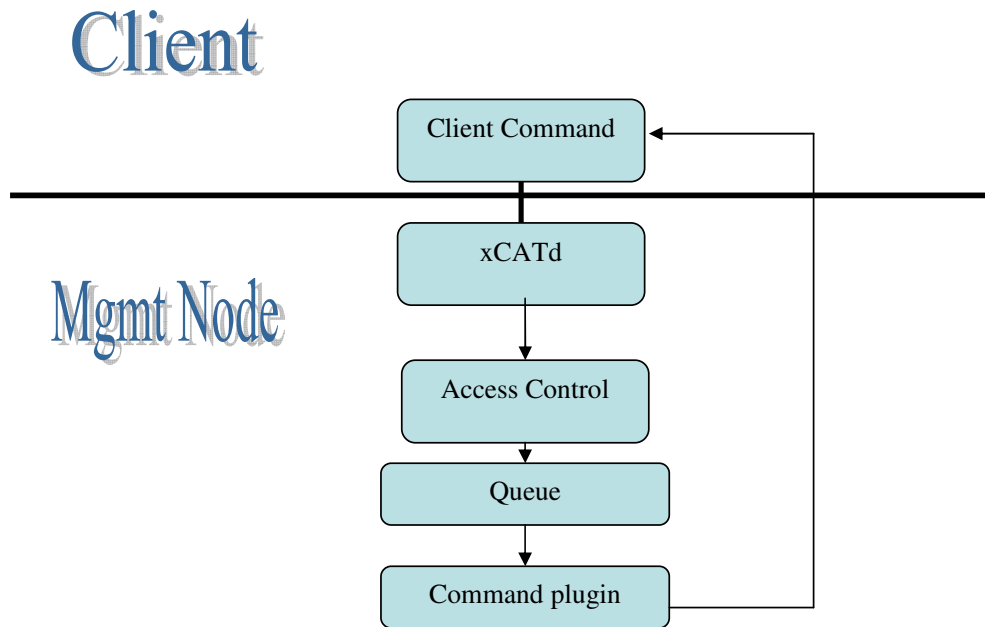 Client
Client Command
xCATd
Mgmt Node
Access Control
Queue
Command plugin